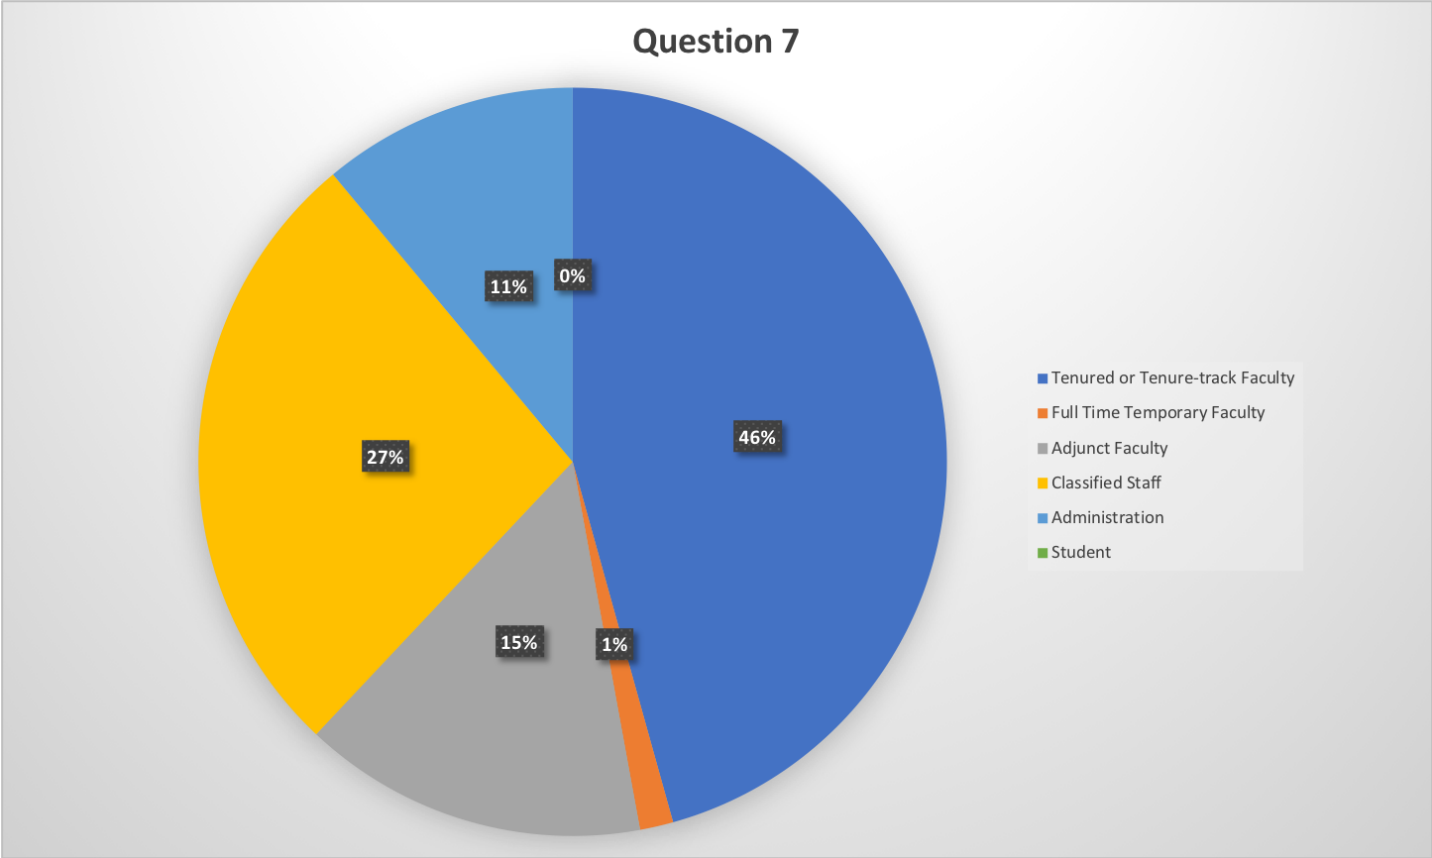 Question 7
0%
11%
46%
27%
15%
1%
Tenured or Tenure-track Faculty
Full Time Temporary Faculty
Adjunct Faculty
Classified Staff
Administration
Student